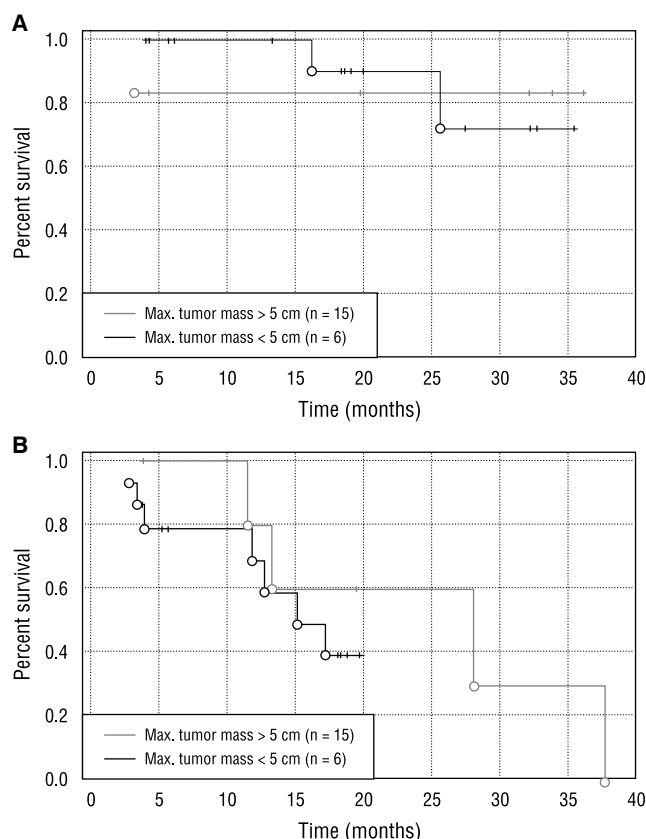 A
1.0
0.8
0.6
0.4
0.2
0.0
Percent survival
Max. tumor mass > 5 cm (n = 15)
Max. tumor mass < 5 cm (n = 6)
0 5 10 15 20 25 30 35 40
Time (months)
B
1.0
0.8
0.6
0.4
0.2
0.0
Percent survival
Max. tumor mass > 5 cm (n = 15)
Max. tumor mass < 5 cm (n = 6)
0 5 10 15 20 25 30 35 40
Time (months)